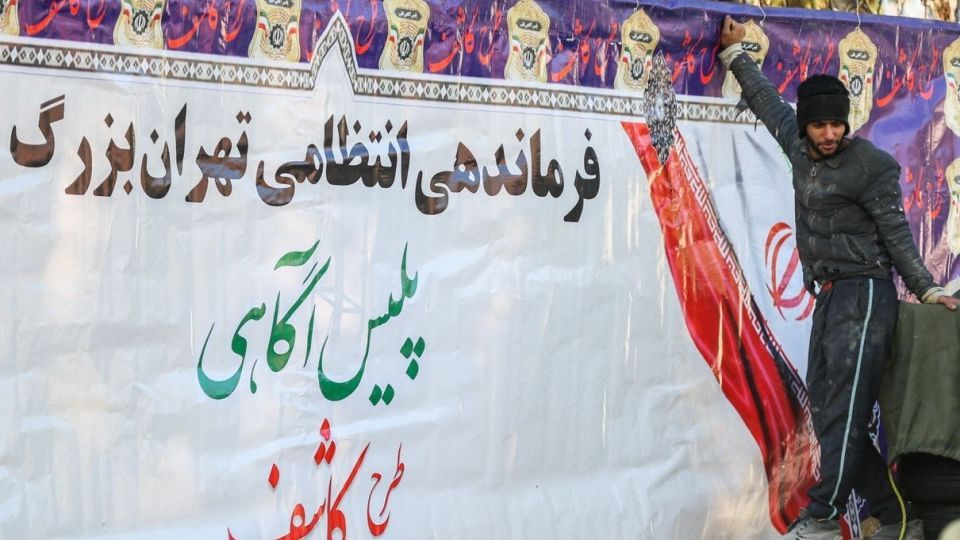 فرماندهی انتظامی تهران بزرگ
پلیس آگاهی
طرح کاشف